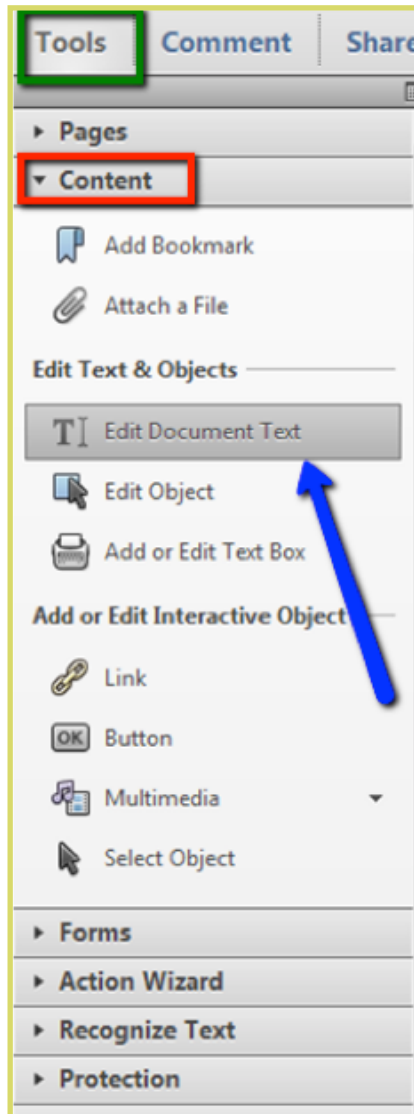 Tools Comment Share
Pages
Content
Add Bookmark
Attach a File
Edit Text & Objects
Edit Document Text
Edit Object
Add or Edit Text Box
Add or Edit Interactive Object
Link
OK Button
Multimedia
Select Object
Forms
Action Wizard
Recognize Text
Protection